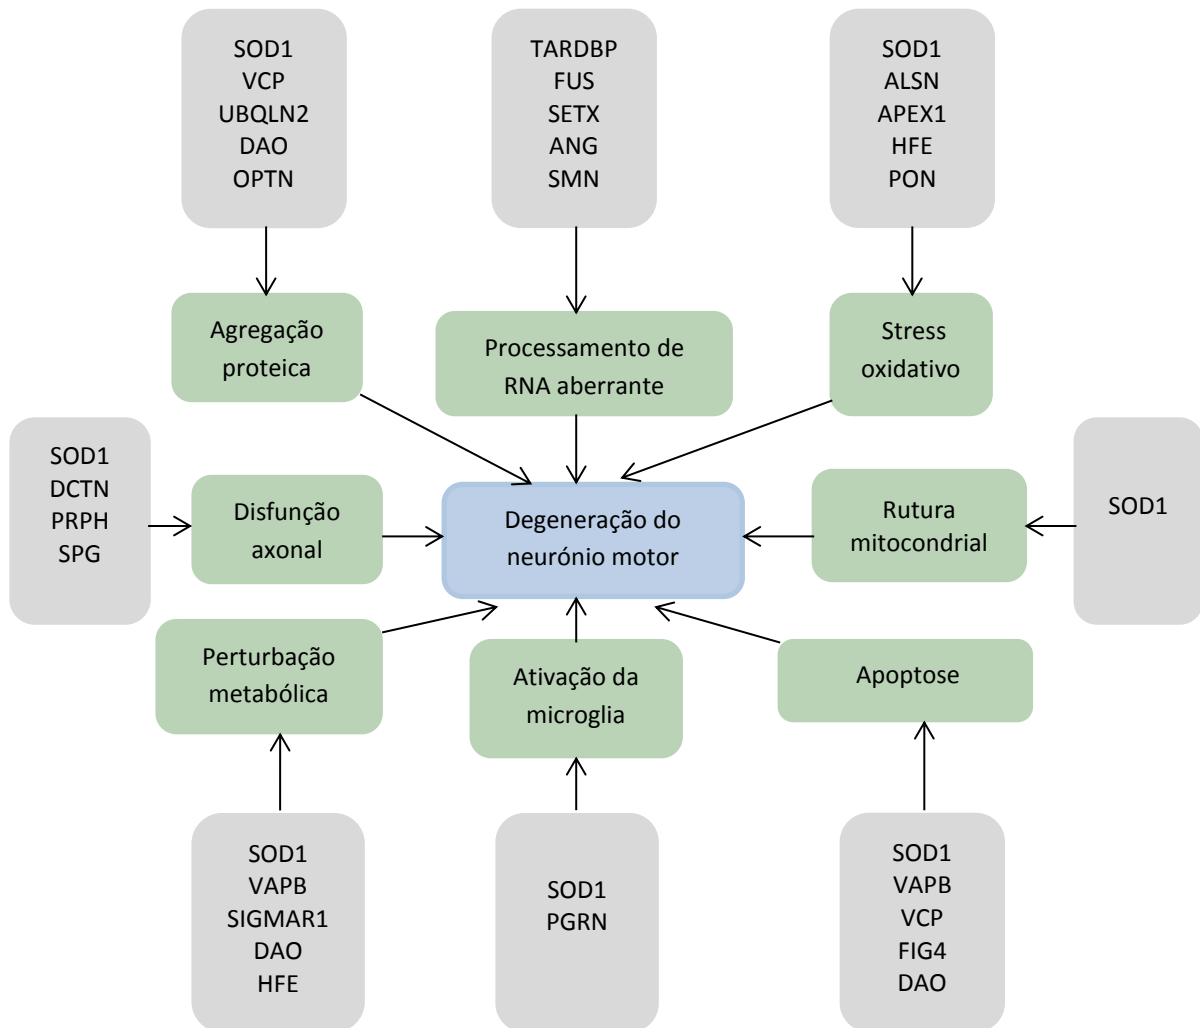 SOD1
VCP
UBQLN2
DAO
OPTN
TARDBP
FUS
SETX
ANG
SMN
SOD1
ALSN
APEX1
HFE
PON
Agregação
proteica
Processamento de
RNA aberrante
Stress
oxidativo
SOD1
DCTN
PRPH
SPG
Disfunção
axonal
Degeneração do
neurónio motor
Rutura
mitocondrial
SOD1
Perturbação
metabólica
Ativação da
microglia
Apoptose
SOD1
VAPB
SIGMAR1
DAO
HFE
SOD1
PGRN
SOD1
VAPB
VCP
FIG4
DAO